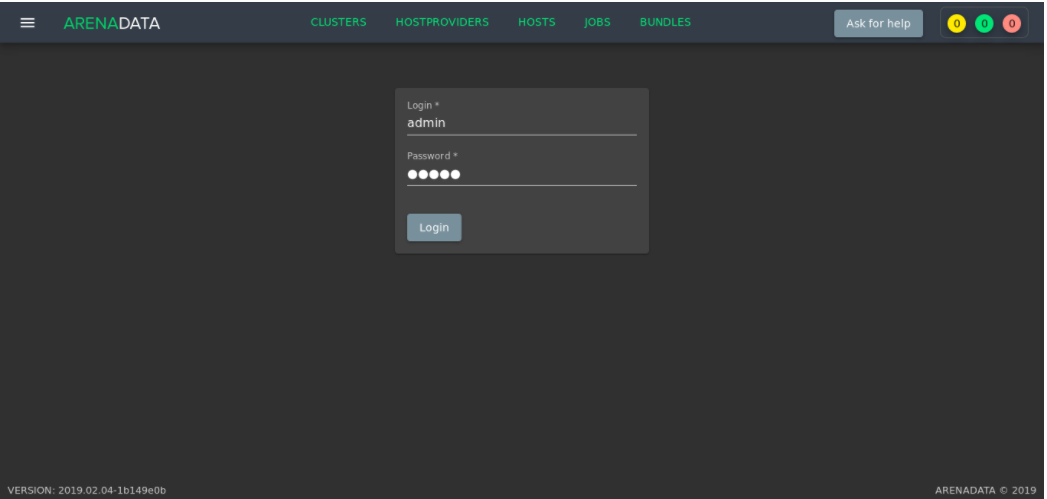 ARENADATA CLUSTERS HOSTPROVIDERS HOSTS JOBS BUNDLES Ask for help 0 0 0
Login *
admin
Password *
Login
VERSION: 2019.02.04-1b149e0b ARENADATA © 2019